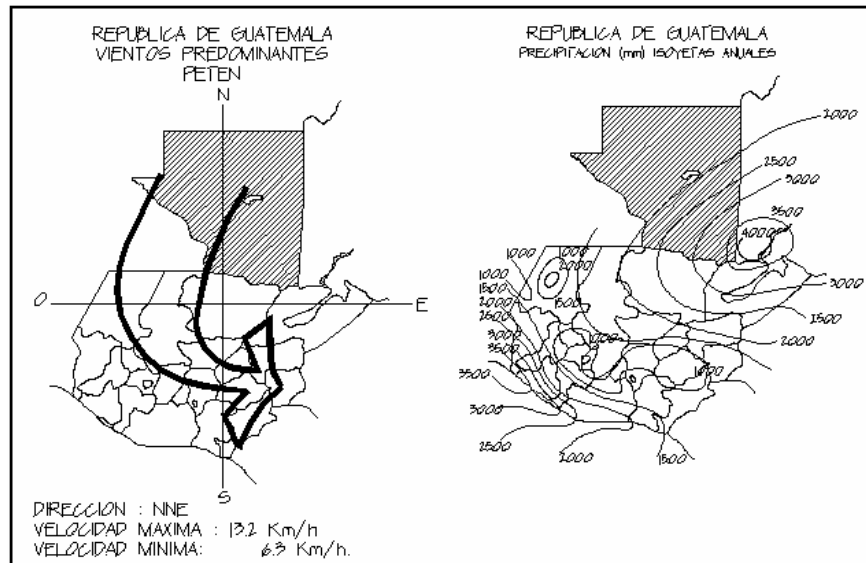 REPUBLICA DE GUATEMALA
VIENTOS PREDOMINANTES
PETEN
N
O
E
S
DIRECCION : NNE
VELOCIDAD MAXIMA : 13.2 Km/h
VELOCIDAD MINIMA: 6.3 Km/h.
REPUBLICA DE GUATEMALA
PRECIPITACION (mm) ISOYETAS ANUALES
2000
2500
3000
3500
4000
1000
1000
2000
1000
1500
2000
2500
3000
3500
3500
3000
2500
1500
1000
1000
3000
2500
2000
2000
1500